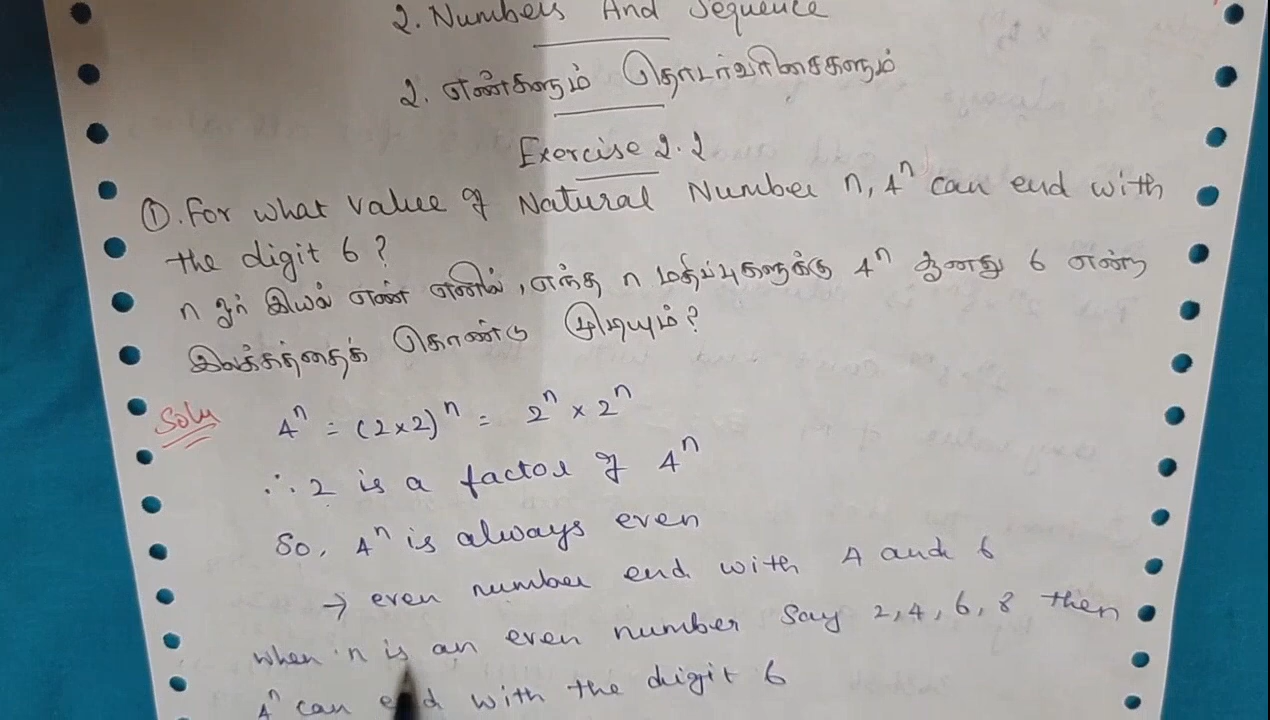 2. Numbers And Sequence
2. எண்களும் தொடர்வரிசைகளும்
Exercise 2.2
①. For what value of Natural Number n, 4ⁿ can end with
the digit 6 ?
n ஓர் இயல் எண் எனில், எந்த n மதிப்புகளுக்கு 4ⁿ ஆனது 6 என்ற
இலக்கத்தைக் கொண்டு முடியும்?
Soln 4ⁿ = (2×2)ⁿ = 2ⁿ × 2ⁿ
∴ 2 is a factor of 4ⁿ
So, 4ⁿ is always even
→ even number end with 4 and 6
when n is an even number say 2, 4, 6, 8 then
4ⁿ can end with the digit 6